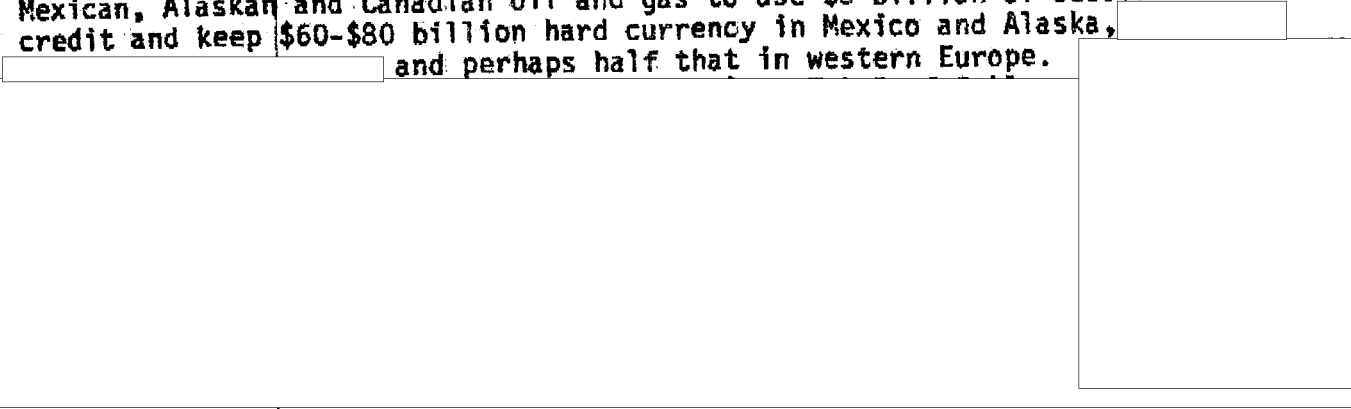 Mexican, Alaskan and Canadian oil and gas to use
credit and keep $60-$80 billion hard currency in Mexico and Alaska,
and perhaps half that in western Europe.